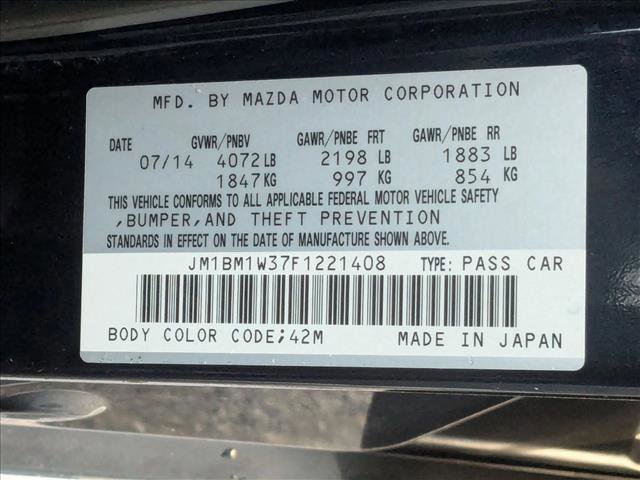 MFD. BY MAZDA MOTOR CORPORATION
DATE GVWR/PNBV GAWR/PNBE FRT GAWR/PNBE RR
07/14 4072 LB 2198 LB 1883 LB
1847 KG 997 KG 854 KG
THIS VEHICLE CONFORMS TO ALL APPLICABLE FEDERAL MOTOR VEHICLE SAFETY
,BUMPER,AND THEFT PREVENTION
STANDARDS IN EFFECT ON THE DATE OF MANUFACTURE SHOWN ABOVE.
JM1BM1W37F1221408 TYPE: PASS CAR
BODY COLOR CODE;42M MADE IN JAPAN